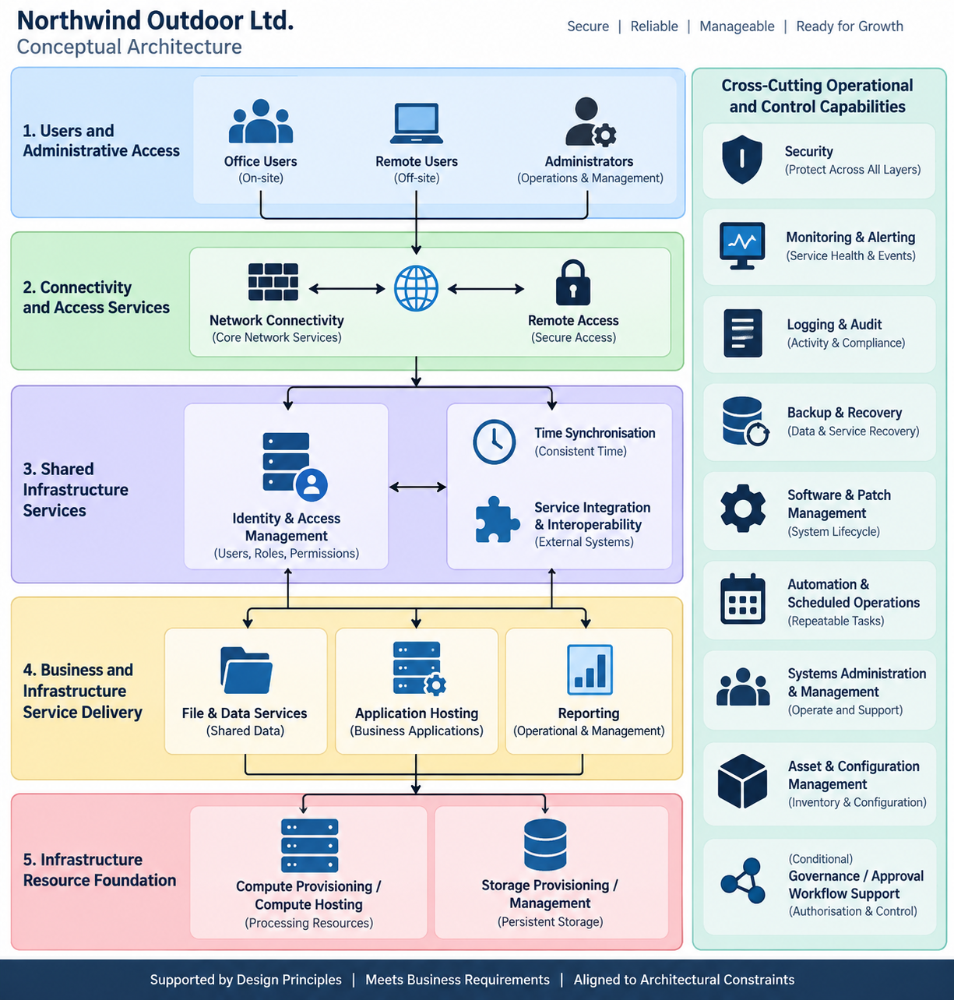 Northwind Outdoor Ltd.
Conceptual Architecture
Secure | Reliable | Manageable | Ready for Growth
1. Users and
Administrative Access
Office Users
(On-site)
Remote Users
(Off-site)
Administrators
(Operations & Management)
2. Connectivity
and Access Services
Network Connectivity
(Core Network Services)
Remote Access
(Secure Access)
3. Shared
Infrastructure
Services
Identity & Access
Management
(Users, Roles, Permissions)
Time Synchronisation
(Consistent Time)
Service Integration
& Interoperability
(External Systems)
4. Business and
Infrastructure
Service Delivery
File & Data Services
(Shared Data)
Application Hosting
(Business Applications)
Reporting
(Operational & Management)
5. Infrastructure
Resource Foundation
Compute Provisioning /
Compute Hosting
(Processing Resources)
Storage Provisioning /
Management
(Persistent Storage)
Cross-Cutting Operational
and Control Capabilities
Security
(Protect Across All Layers)
Monitoring & Alerting
(Service Health & Events)
Logging & Audit
(Activity & Compliance)
Backup & Recovery
(Data & Service Recovery)
Software & Patch
Management
(System Lifecycle)
Automation &
Scheduled Operations
(Repeatable Tasks)
Systems Administration
& Management
(Operate and Support)
Asset & Configuration
Management
(Inventory & Configuration)
(Conditional)
Governance / Approval
Workflow Support
(Authorisation & Control)
Supported by Design Principles | Meets Business Requirements | Aligned to Architectural Constraints